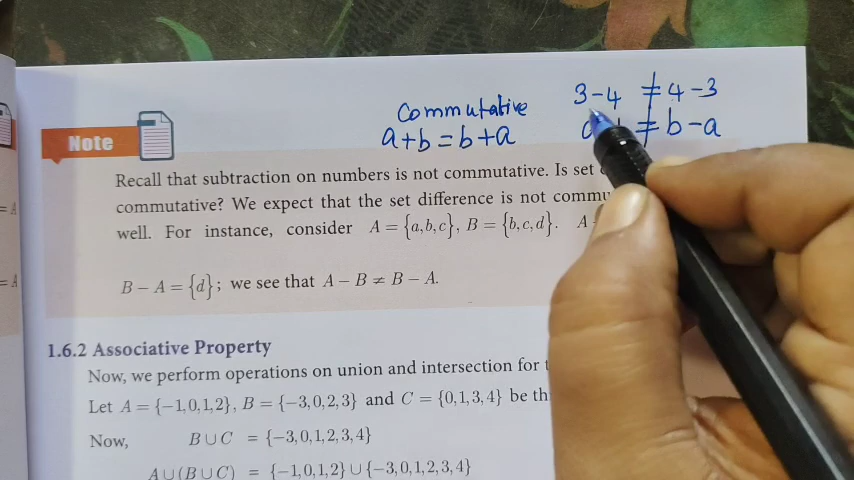 3-4 ≠ 4-3
Commutative
a+b = b+a
≠ b-a
Note
Recall that subtraction on numbers is not commutative. Is set
commutative? We expect that the set difference is not commu
well. For instance, consider A = {a,b,c}, B = {b,c,d}. A
B − A = {d}; we see that A − B ≠ B − A.
1.6.2 Associative Property
Now, we perform operations on union and intersection for t
Let A = {−1,0,1,2}, B = {−3,0,2,3} and C = {0,1,3,4} be th
Now, B∪C = {−3,0,1,2,3,4}
A∪(B∪C) = {−1,0,1,2}∪{−3,0,1,2,3,4}